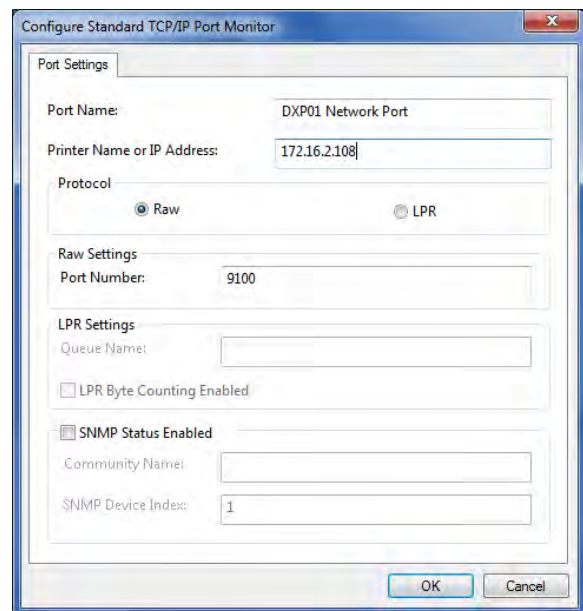 Configure Standard TCP/IP Port Monitor
Port Settings
Port Name: DXP01 Network Port
Printer Name or IP Address: 172.16.2.108
Protocol
Raw LPR
Raw Settings
Port Number: 9100
LPR Settings
Queue Name:
LPR Byte Counting Enabled
SNMP Status Enabled
Community Name:
SNMP Device Index: 1
OK Cancel